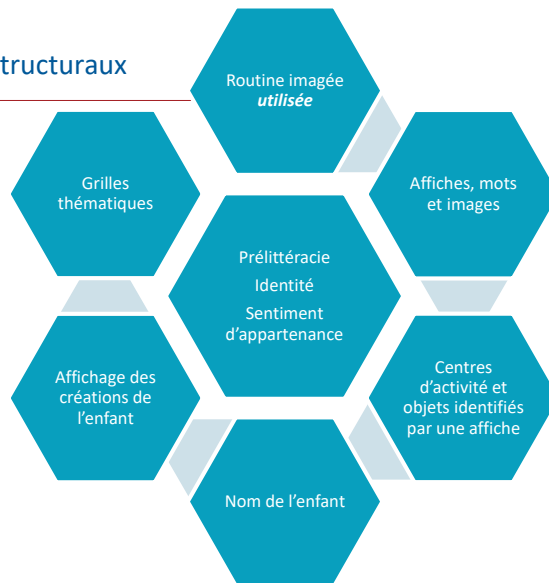 tructuraux
Routine imagée
utilisée
Grilles
thématiques
Affiches, mots
et images
Prélittéracie
Identité
Sentiment
d’appartenance
Affichage des
créations de
l’enfant
Centres
d’activité et
objets identifiés
par une affiche
Nom de l’enfant